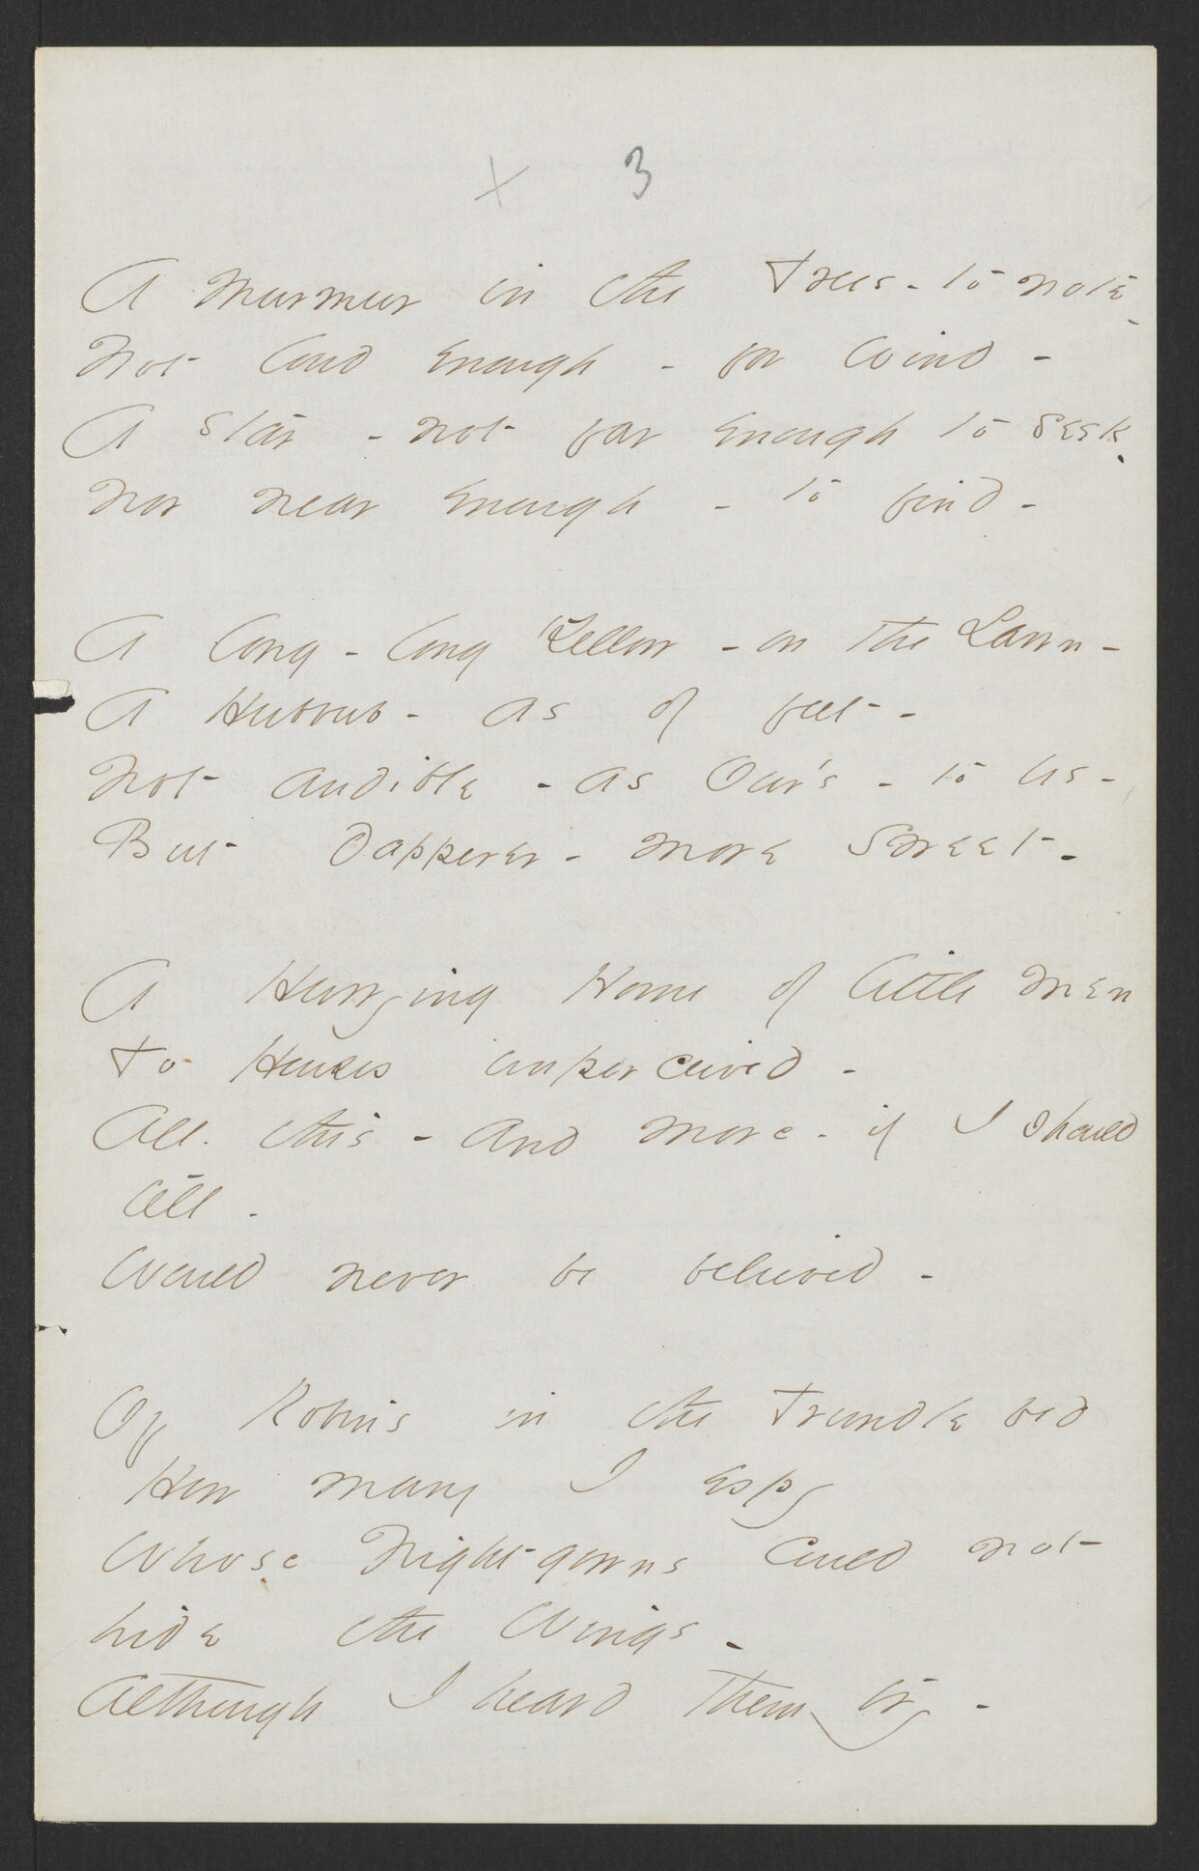 x 3
A Murmur in the Trees - to note -
Not loud enough - for Wind -
A Star - not far enough to seek -
Nor near enough - to find -
A long - long Yellow - on the Lawn -
A Hubbub - as of feet -
Not audible - as Our's - to Us -
But Dapperer - More Sweet -
A Hurrying Home of little Men
To Houses unperceived -
All this - and more - if I should
tell -
Would never be believed -
Of Robins in the Trundle bed
How many I espy
Whose Nightgowns could not
hide the Wings -
Although I heard them try -